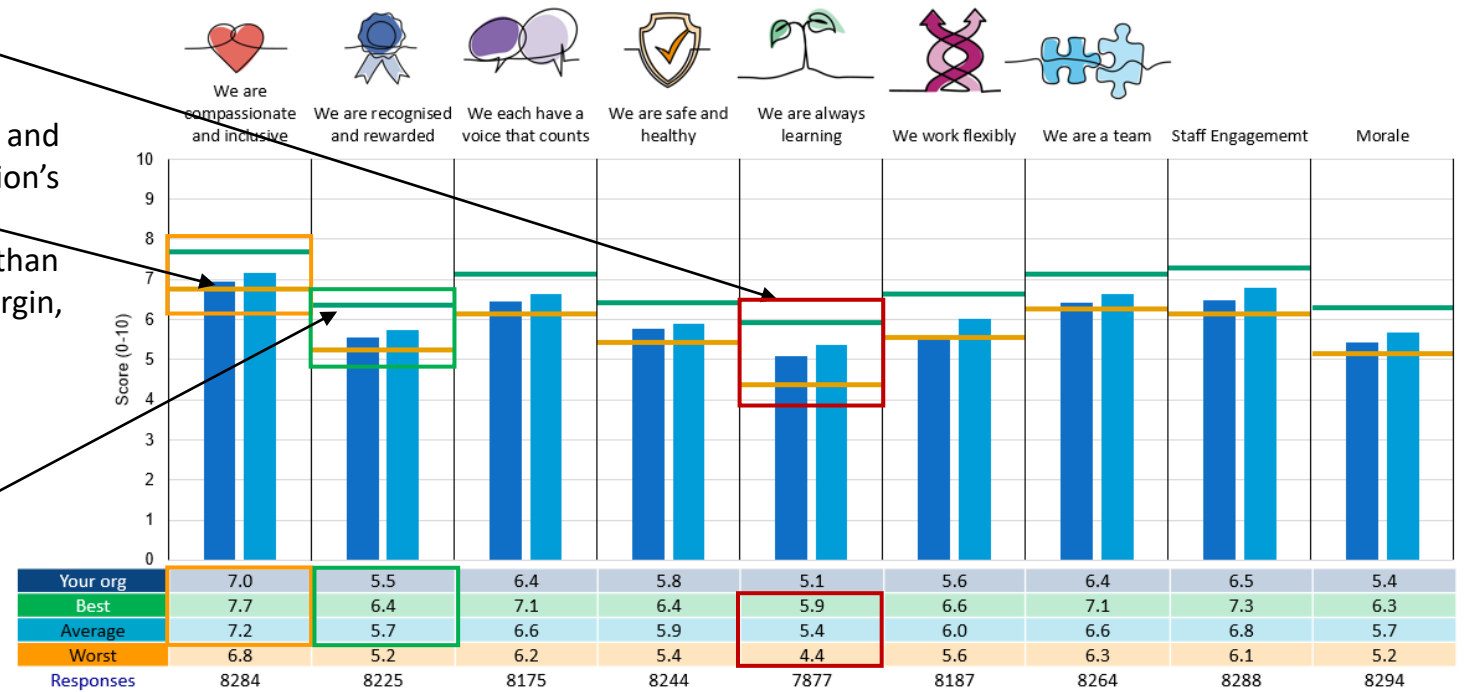 and
ion's
than
rgin,
We are
compassionate
and inclusive
We are recognised
and rewarded
We each have a
voice that counts
We are safe and
healthy
We are always
learning
We work flexibly
We are a team
Staff Engagememt
Morale
Score (0-10)
10
9
8
7
6
5
4
3
2
1
0
Your org 7.0 5.5 6.4 5.8 5.1 5.6 6.4 6.5 5.4
Best 7.7 6.4 7.1 6.4 5.9 6.6 7.1 7.3 6.3
Average 7.2 5.7 6.6 5.9 5.4 6.0 6.6 6.8 5.7
Worst 6.8 5.2 6.2 5.4 4.4 5.6 6.3 6.1 5.2
Responses 8284 8225 8175 8244 7877 8187 8264 8288 8294